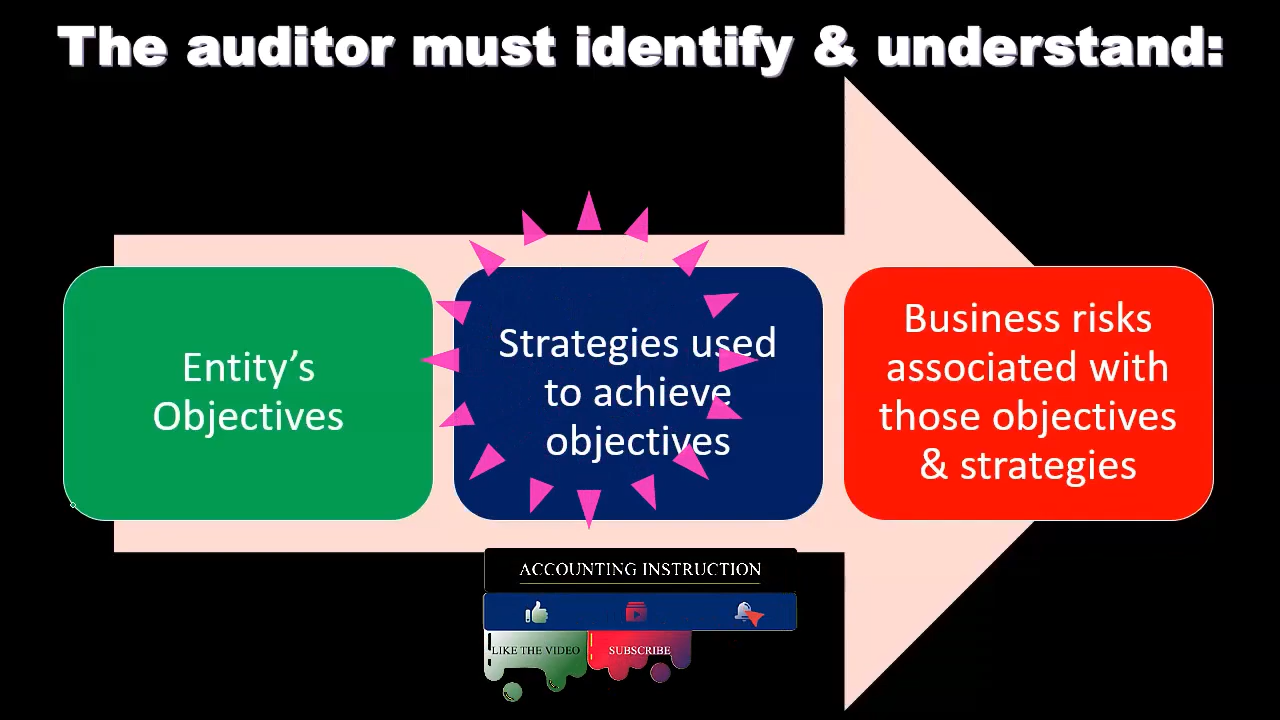 The auditor must identify & understand:
Entity’s
Objectives
Strategies used
to achieve
objectives
Business risks
associated with
those objectives
& strategies
ACCOUNTING INSTRUCTION
LIKE THE VIDEO
SUBSCRIBE